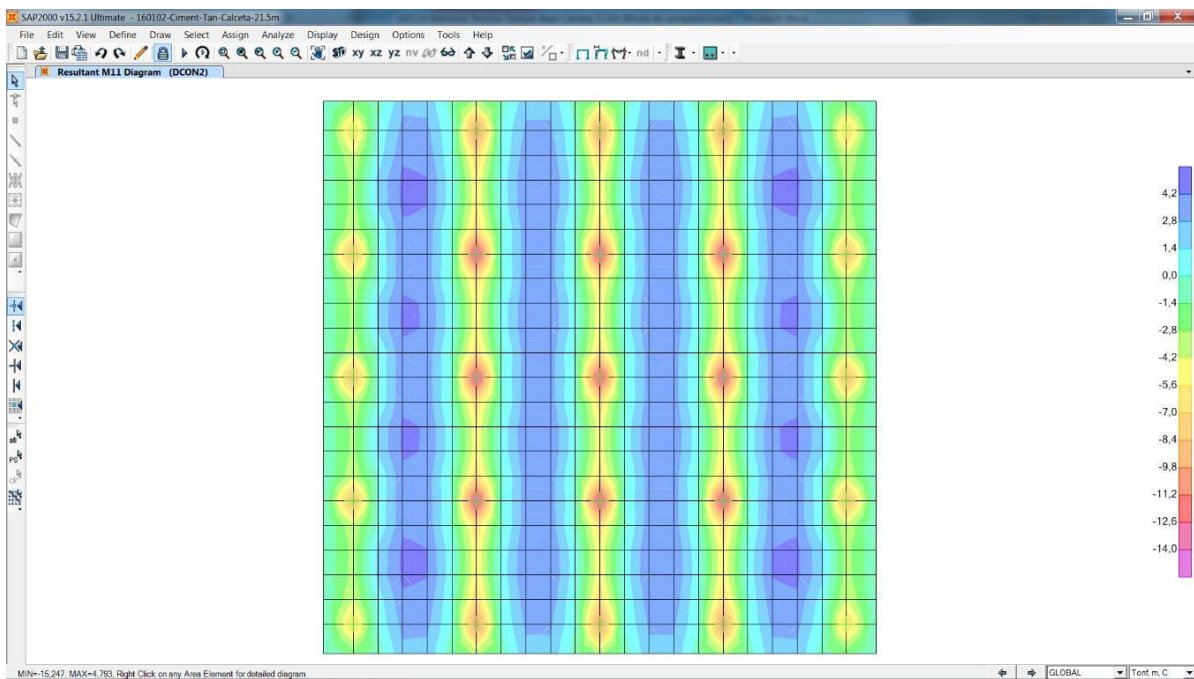 SAP2000 v15.2.1 Ultimate - 160102-Ciment-Tan-Calceta-21.5m
File Edit View Define Draw Select Assign Analyze Display Design Options Tools Help
xy xz yz nv nd
Resultant M11 Diagram (DCON2)
4,2
2,8
1,4
0,0
-1,4
-2,8
-4,2
-5,6
-7,0
-8,4
-9,8
-11,2
-12,6
-14,0
all
PS
clr
MIN=-15,247, MAX=4,793, Right Click on any Area Element for detailed diagram
GLOBAL
Tonf, m, C